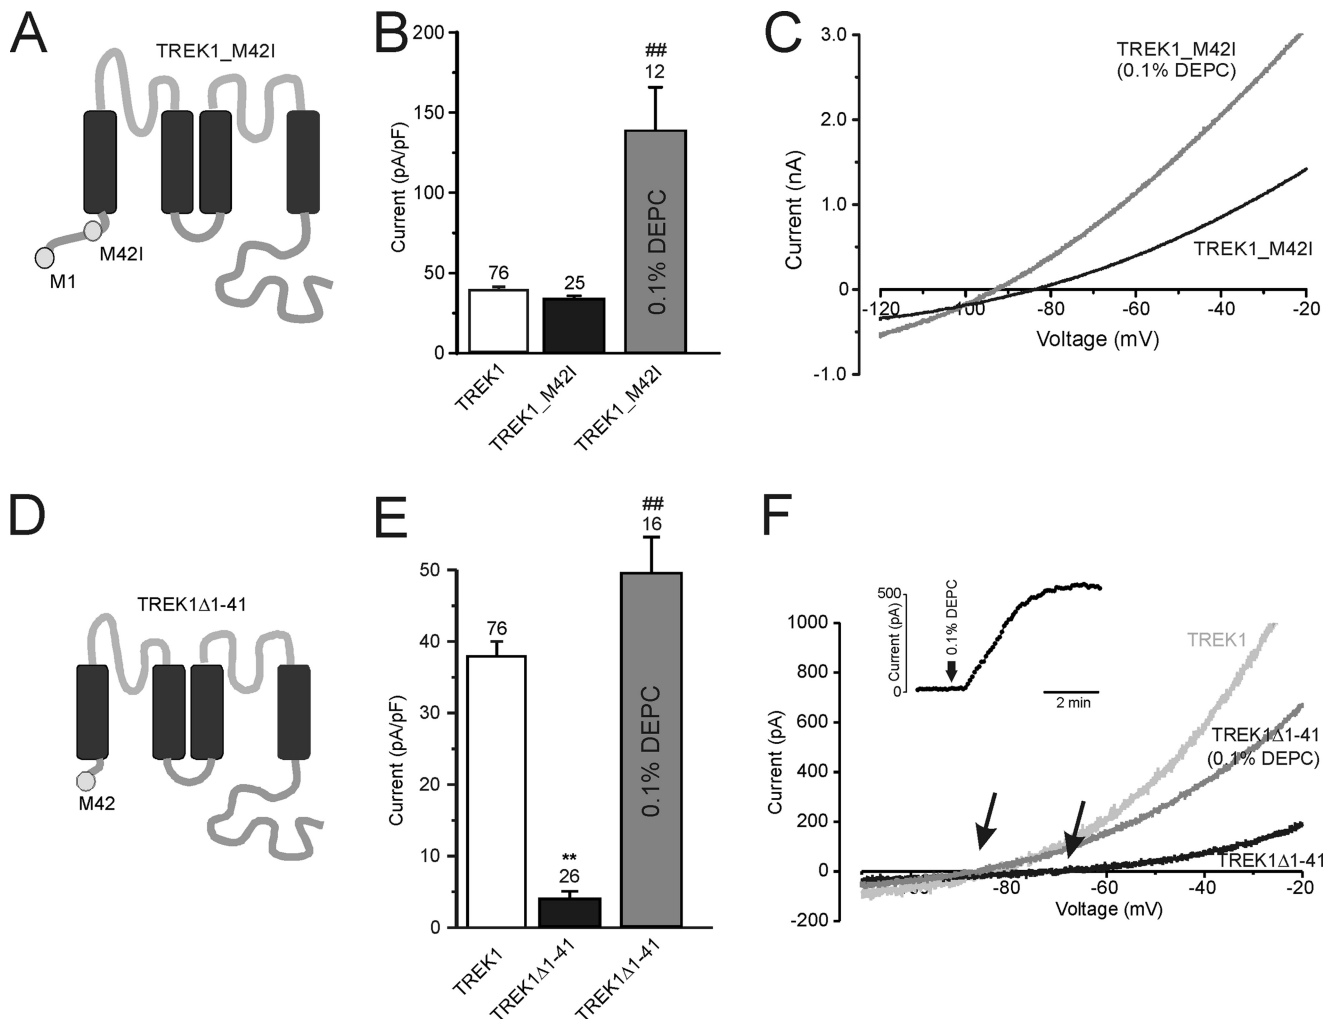 A
TREK1_M42I
M42I
M1
B
Current (pA/pF)
200
150
100
50
0
76
25
##
12
0.1% DEPC
TREK1
TREK1_M42I
TREK1_M42I
C
Current (nA)
3.0
2.0
1.0
0
-1.0
TREK1_M42I
(0.1% DEPC)
TREK1_M42I
-120
-100
-80
-60
-40
-20
Voltage (mV)
D
TREK1Δ1-41
M42
E
Current (pA/pF)
50
40
30
20
10
0
76
**
26
##
16
0.1% DEPC
TREK1
TREK1Δ1-41
TREK1Δ1-41
F
Current (pA)
500
0
0.1% DEPC
2 min
Current (pA)
1000
800
600
400
200
0
-200
TREK1
TREK1Δ1-41
(0.1% DEPC)
TREK1Δ1-41
-80
-60
-40
-20
Voltage (mV)